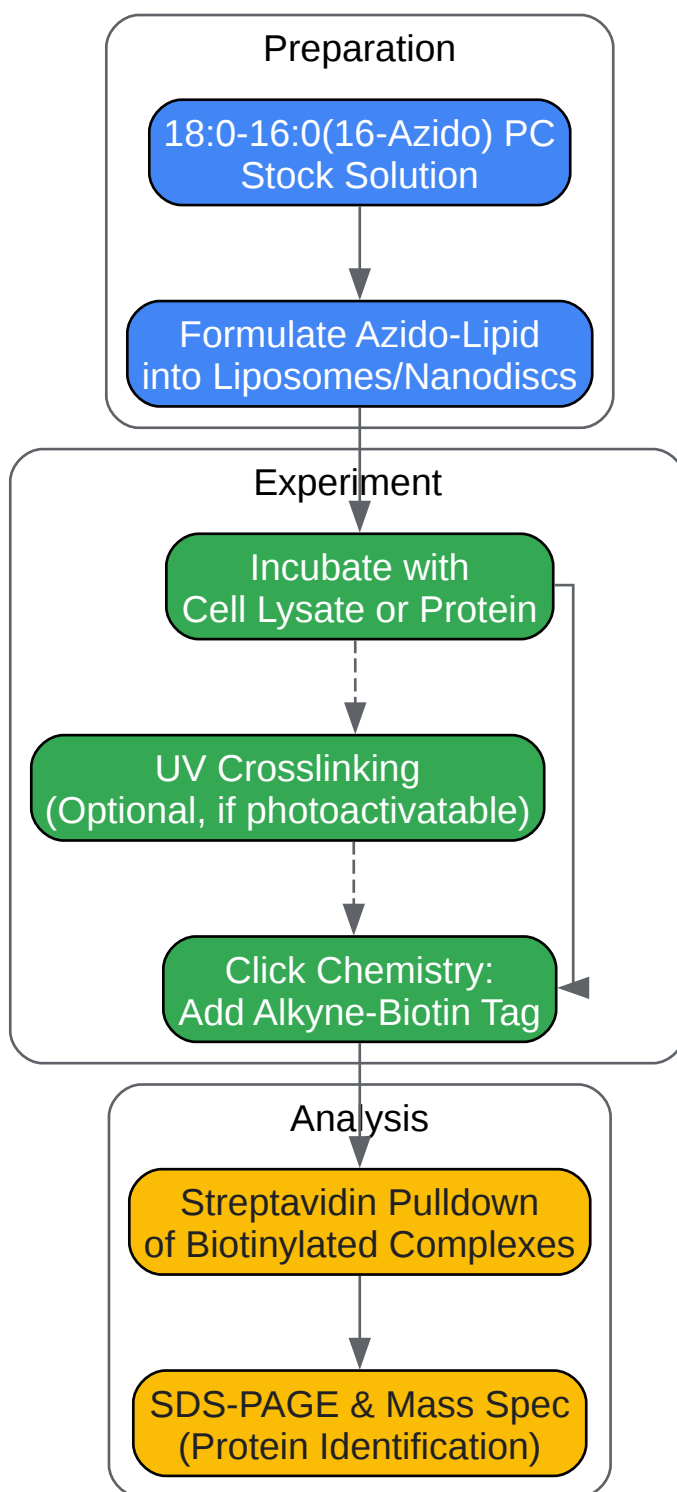 Preparation
18:0-16:0(16-Azido) PC
Stock Solution
Formulate Azido-Lipid
into Liposomes/Nanodiscs
Experiment
Incubate with
Cell Lysate or Protein
UV Crosslinking
(Optional, if photoactivatable)
Click Chemistry:
Add Alkyne-Biotin Tag
Analysis
Streptavidin Pulldown
of Biotinylated Complexes
SDS-PAGE & Mass Spec
(Protein Identification)